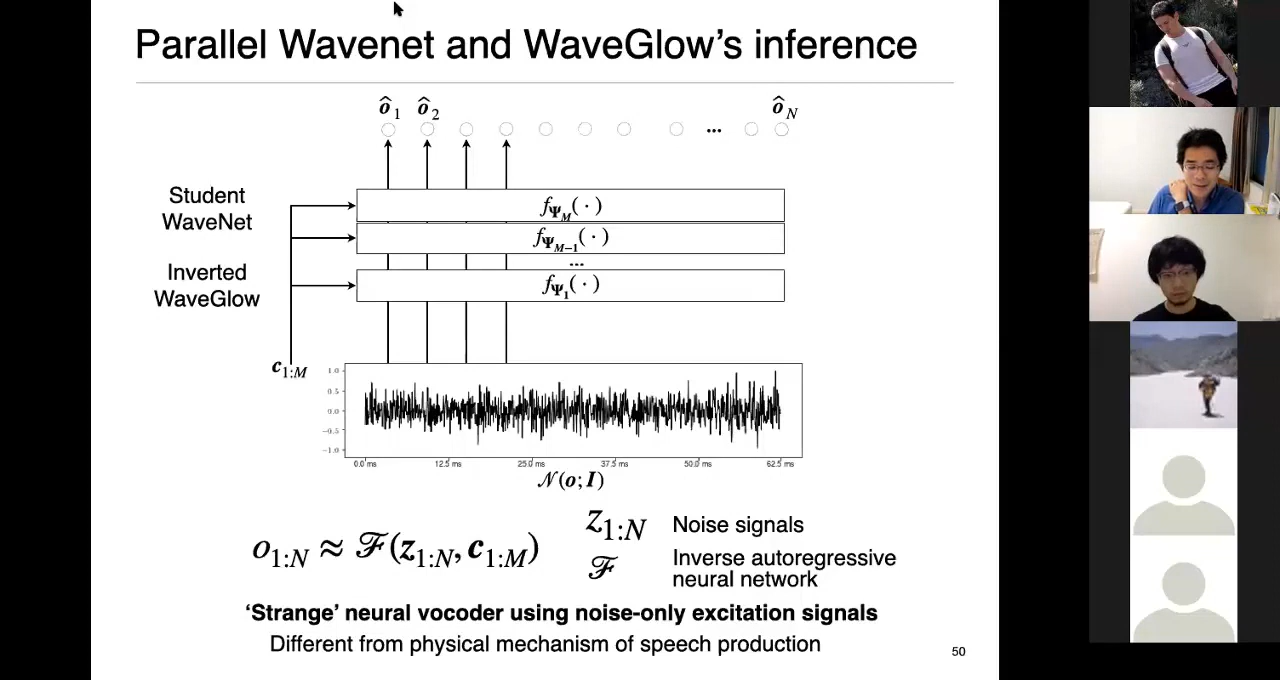 Parallel Wavenet and WaveGlow's inference
ô1 ô2 ôN
...
Student
WaveNet
fΨM(·)
fΨM−1(·)
...
Inverted
WaveGlow
fΨ1(·)
c1:M
1.0
0.5
0.0
−0.5
−1.0
0.0 ms 12.5 ms 25.0 ms 37.5 ms 50.0 ms 62.5 ms
𝒩(o; I)
z1:N Noise signals
o1:N ≈ ℱ(z1:N, c1:M)
ℱ Inverse autoregressive
neural network
‘Strange’ neural vocoder using noise-only excitation signals
Different from physical mechanism of speech production
50